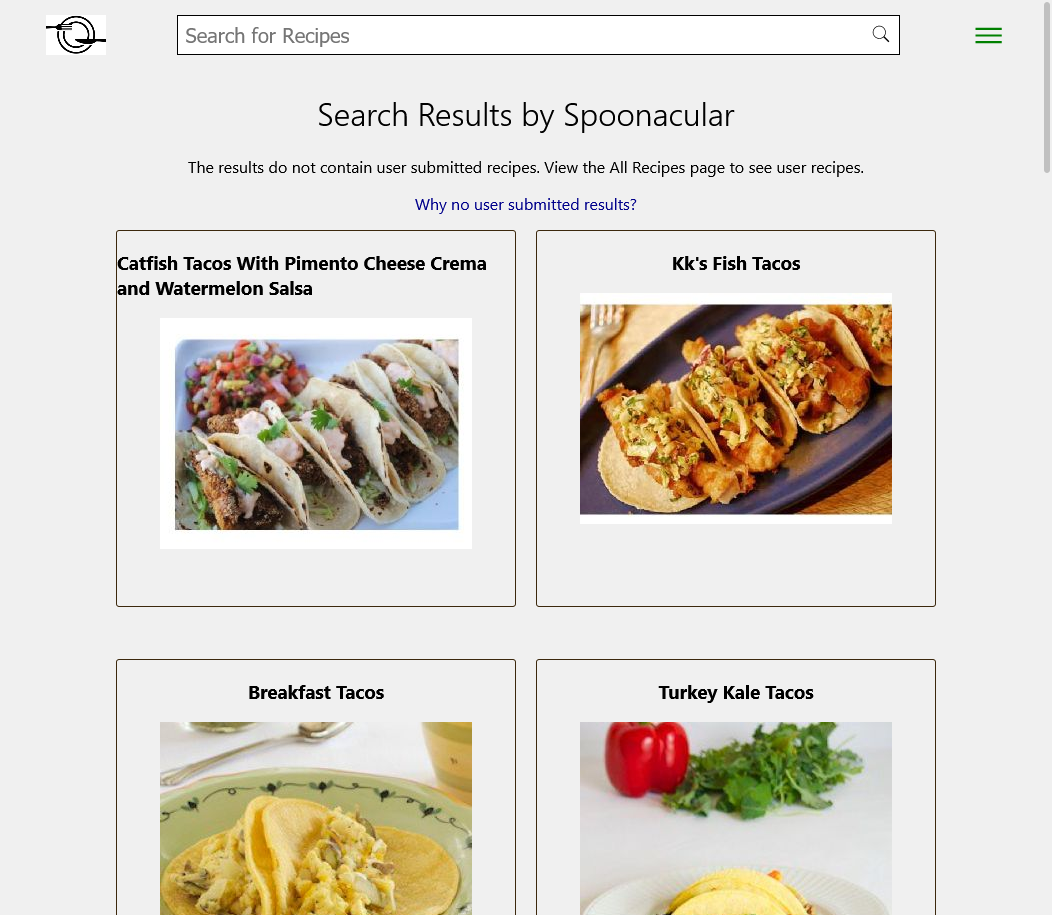 Search for Recipes
Search Results by Spoonacular
The results do not contain user submitted recipes. View the All Recipes page to see user recipes.
Why no user submitted results?
Catfish Tacos With Pimento Cheese Crema
and Watermelon Salsa
Kk's Fish Tacos
Breakfast Tacos
Turkey Kale Tacos